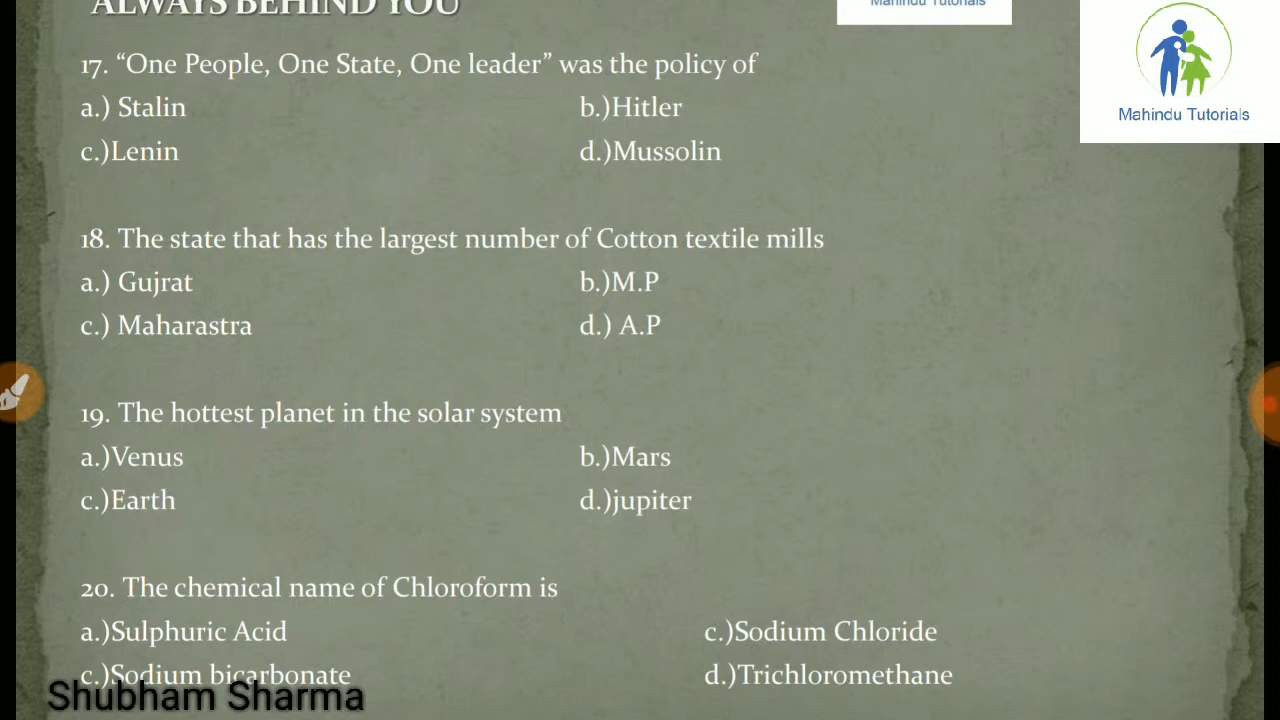 ALWAYS BEHIND YOU
Mahindu Tutorials
Mahindu Tutorials
17. “One People, One State, One leader” was the policy of
a.) Stalin b.)Hitler
c.)Lenin d.)Mussolin
18. The state that has the largest number of Cotton textile mills
a.) Gujrat b.)M.P
c.) Maharastra d.) A.P
19. The hottest planet in the solar system
a.)Venus b.)Mars
c.)Earth d.)jupiter
20. The chemical name of Chloroform is
a.)Sulphuric Acid c.)Sodium Chloride
c.)Sodium bicarbonate d.)Trichloromethane
Shubham Sharma